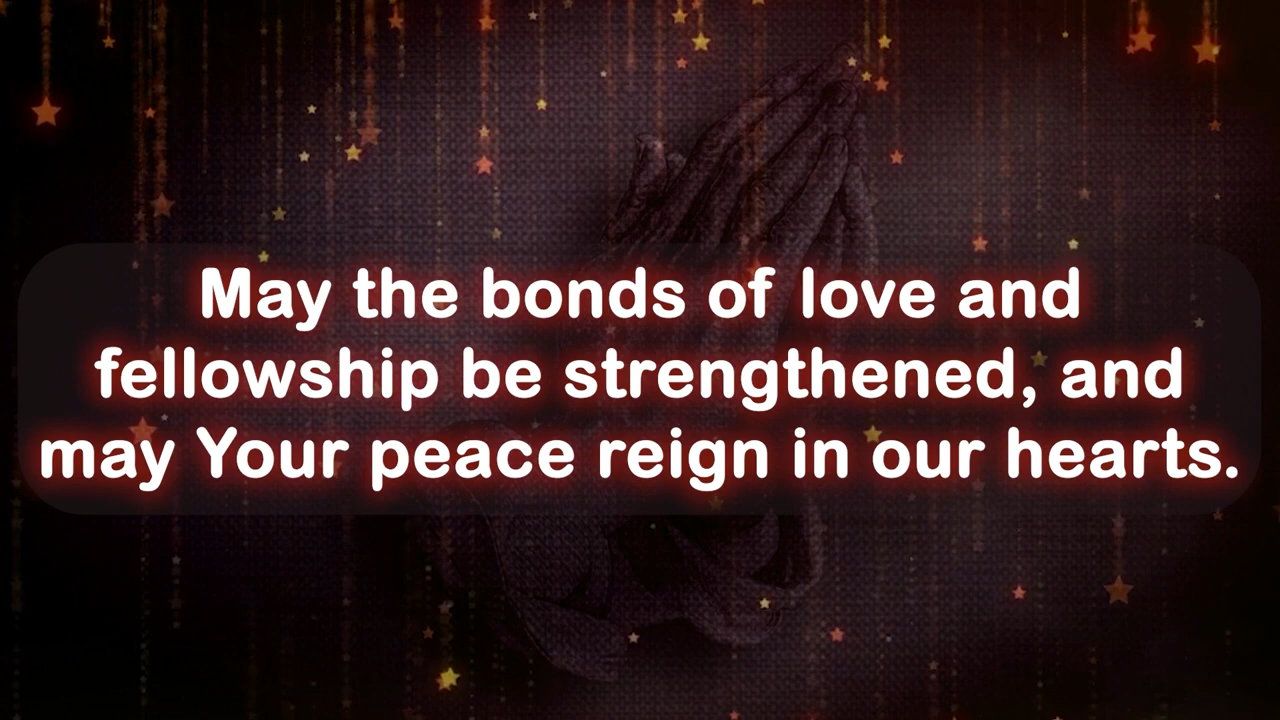 May the bonds of love and
fellowship be strengthened, and
may Your peace reign in our hearts.